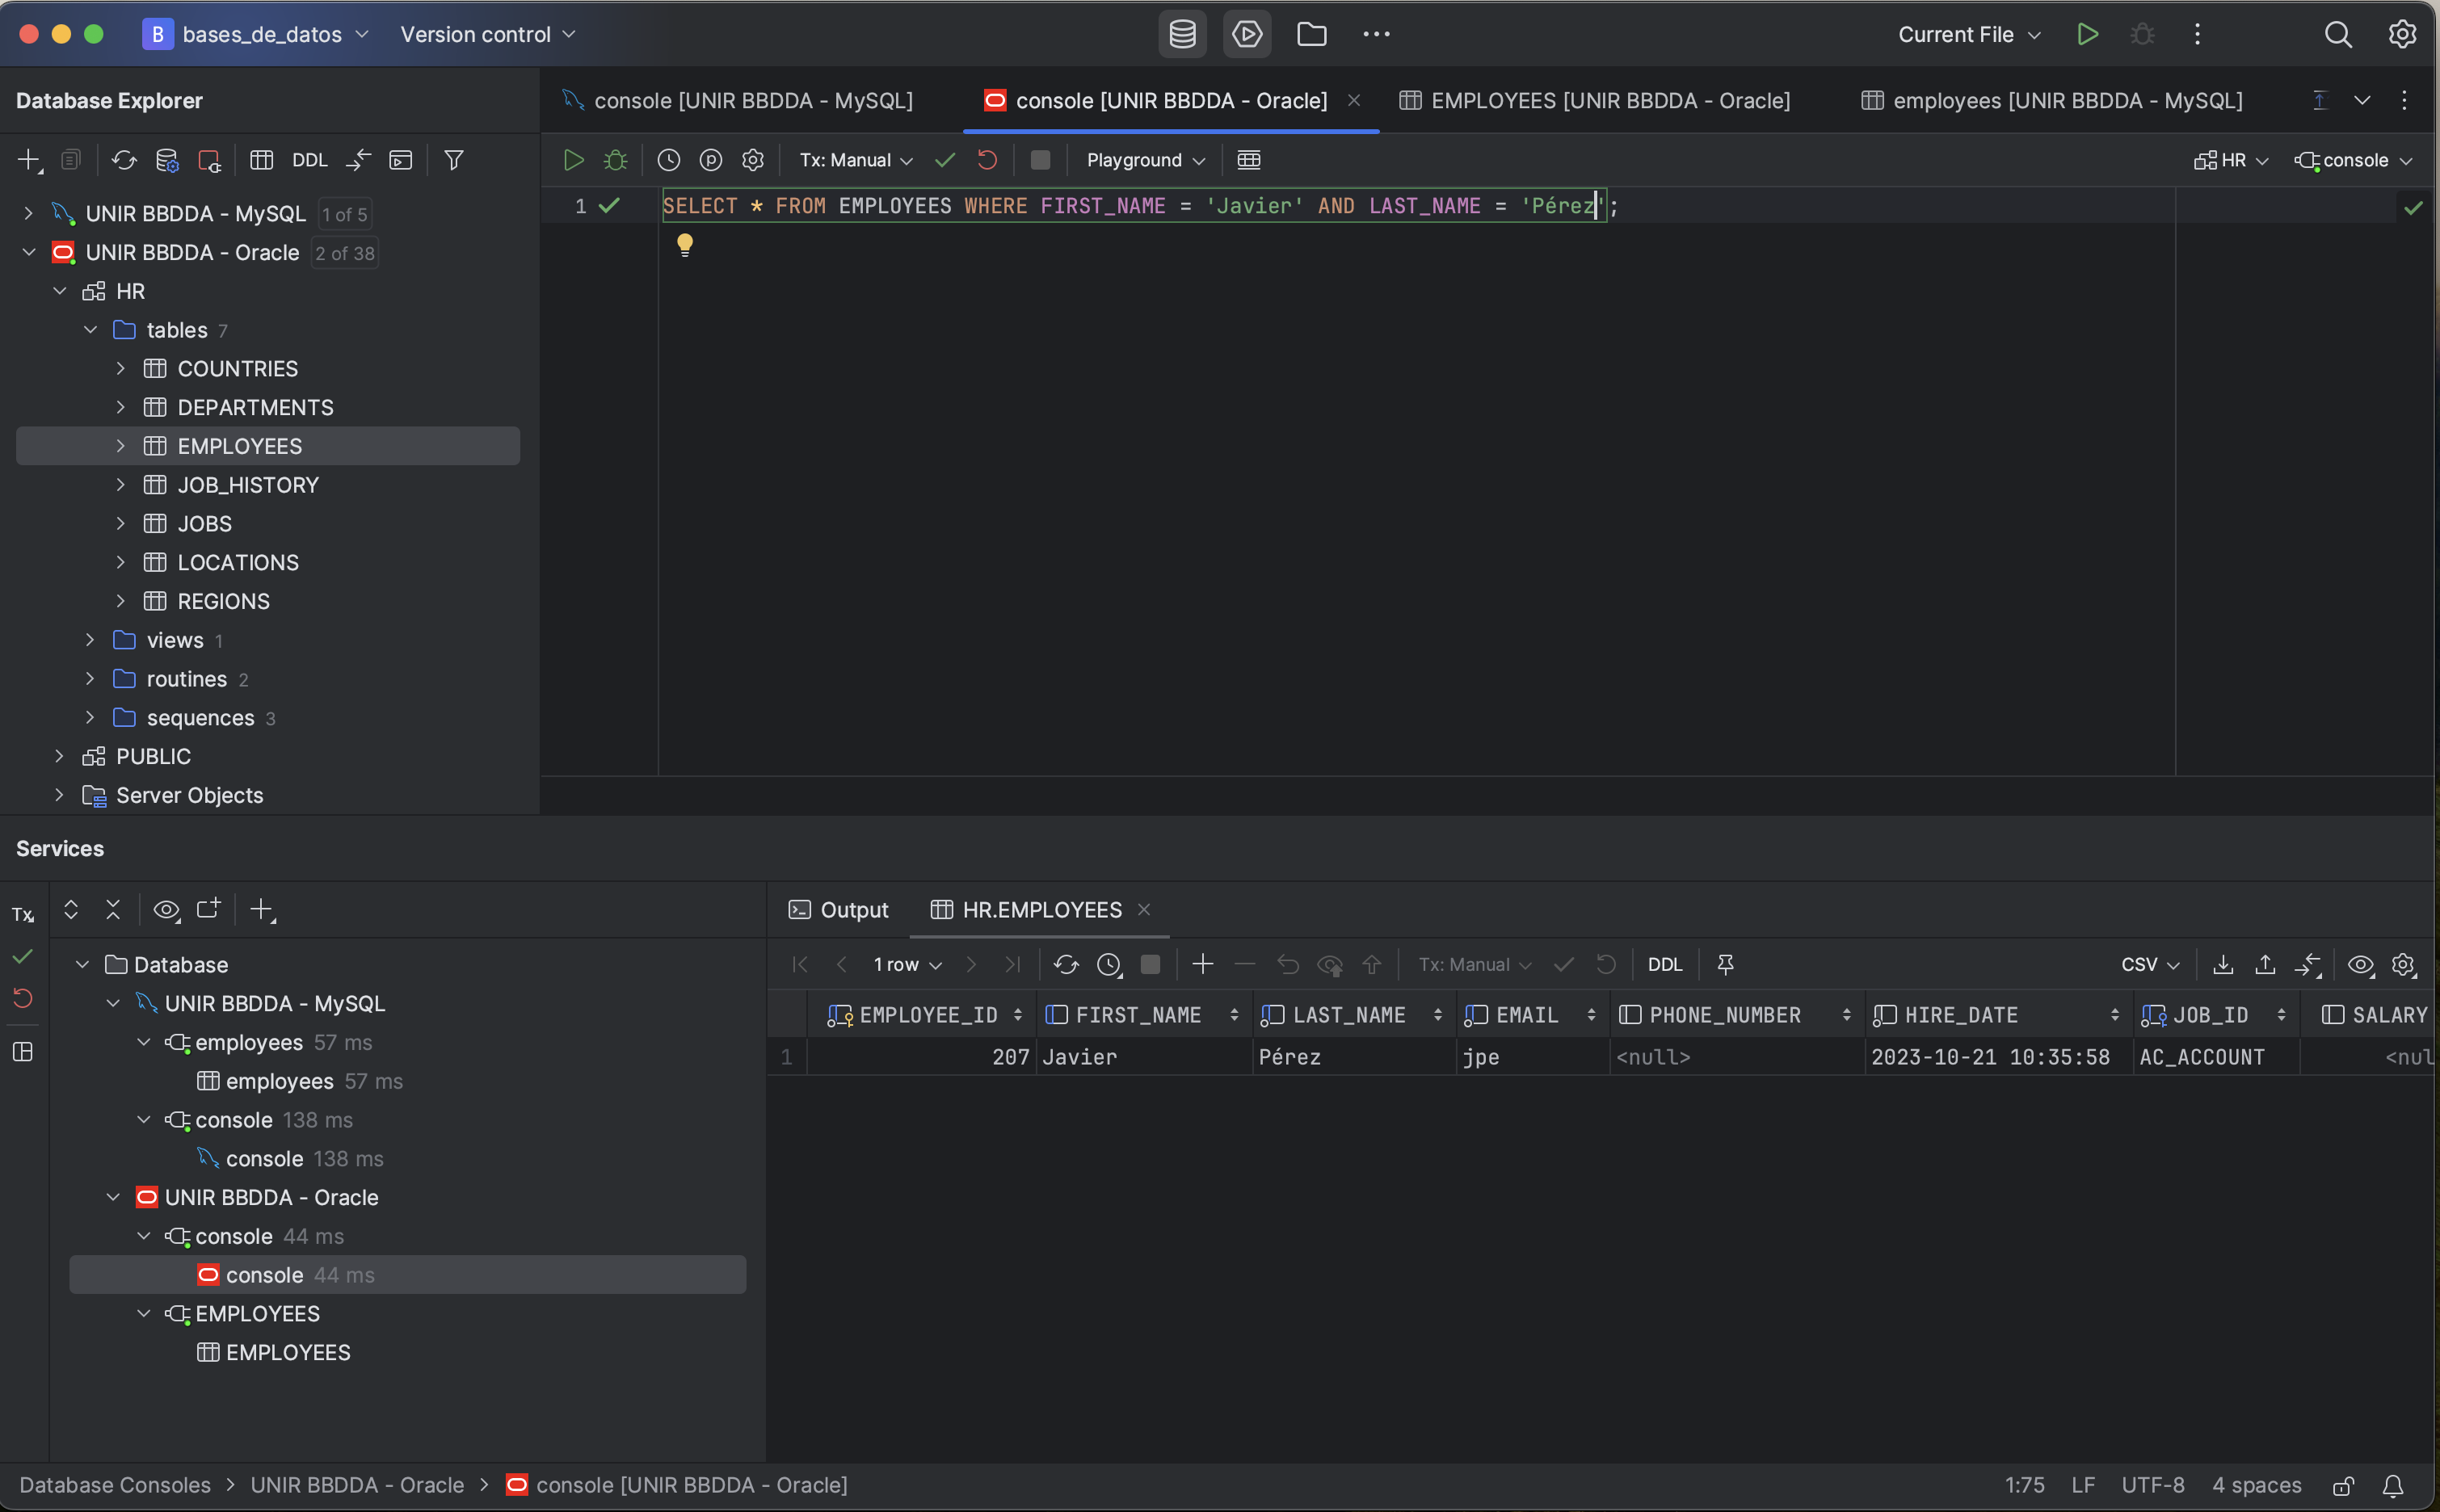 B bases_de_datos Version control Current File
Database Explorer
console [UNIR BBDDA - MySQL] console [UNIR BBDDA - Oracle] EMPLOYEES [UNIR BBDDA - Oracle] employees [UNIR BBDDA - MySQL]
DDL
Tx: Manual Playground HR console
1 SELECT * FROM EMPLOYEES WHERE FIRST_NAME = 'Javier' AND LAST_NAME = 'Pérez';
UNIR BBDDA - MySQL 1 of 5
UNIR BBDDA - Oracle 2 of 38
HR
tables 7
COUNTRIES
DEPARTMENTS
EMPLOYEES
JOB_HISTORY
JOBS
LOCATIONS
REGIONS
views 1
routines 2
sequences 3
PUBLIC
Server Objects
Services
Tx
Database
UNIR BBDDA - MySQL
employees 57 ms
employees 57 ms
console 138 ms
console 138 ms
UNIR BBDDA - Oracle
console 44 ms
console 44 ms
EMPLOYEES
EMPLOYEES
Output HR.EMPLOYEES
1 row Tx: Manual DDL CSV
EMPLOYEE_ID FIRST_NAME LAST_NAME EMAIL PHONE_NUMBER HIRE_DATE JOB_ID SALARY
1 207 Javier Pérez jpe <null> 2023-10-21 10:35:58 AC_ACCOUNT <nul
Database Consoles > UNIR BBDDA - Oracle > console [UNIR BBDDA - Oracle] 1:75 LF UTF-8 4 spaces